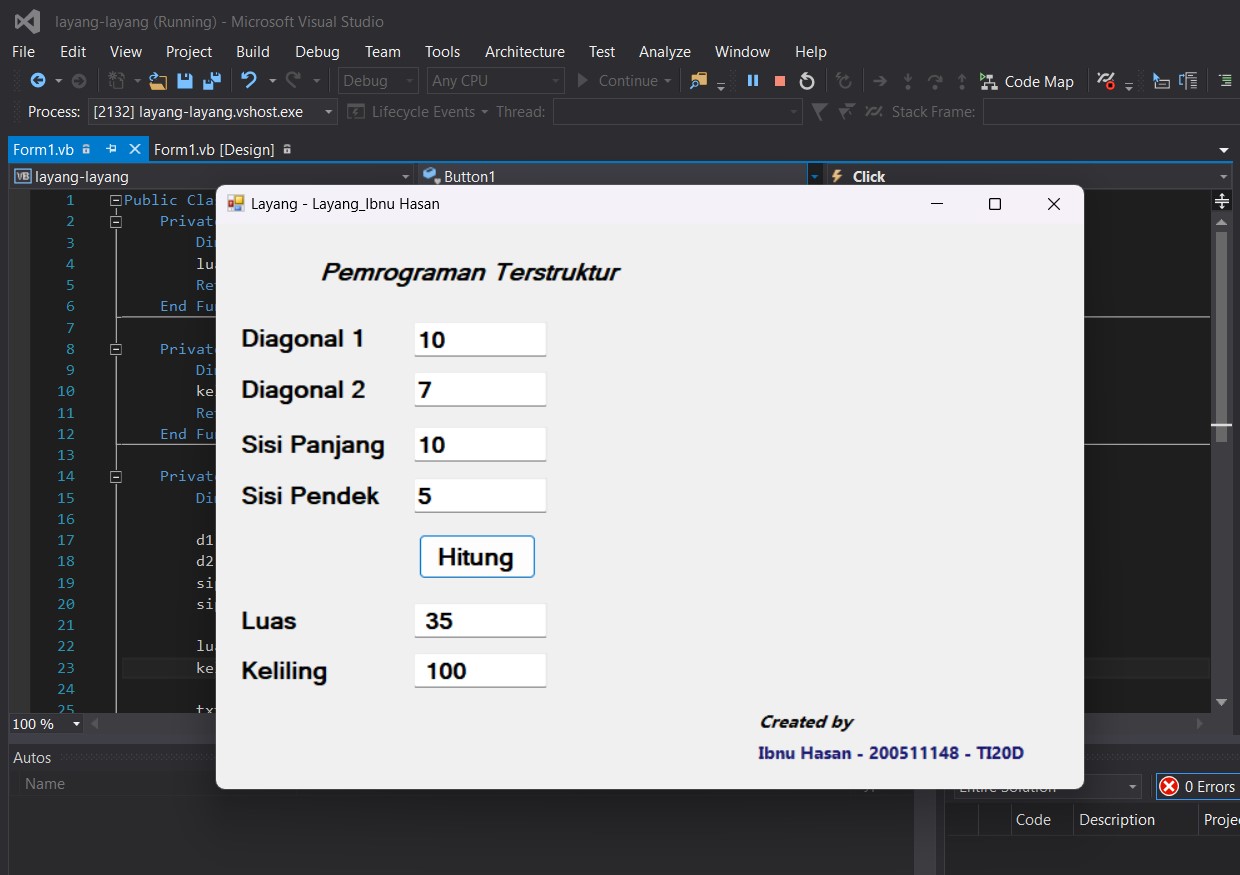 layang-layang (Running) - Microsoft Visual Studio
File Edit View Project Build Debug Team Tools Architecture Test Analyze Window Help
Debug Any CPU Continue Code Map
Process: [2132] layang-layang.vshost.exe Lifecycle Events Thread: Stack Frame:
Form1.vb Form1.vb [Design]
VB layang-layang Button1 Click
Layang - Layang_Ibnu Hasan
Pemrograman Terstruktur
Diagonal 1 10
Diagonal 2 7
Sisi Panjang 10
Sisi Pendek 5
Hitung
Luas 35
Keliling 100
Created by
Ibnu Hasan - 200511148 - TI20D
1 Public Cla
2 Privat
3 Di
4 lu
5 Re
6 End Fu
7
8 Privat
9 Di
10 ke
11 Re
12 End Fu
13
14 Privat
15 Di
16
17 d1
18 d2
19 si
20 si
21
22 lu
23 ke
24
25 tx
100 %
Autos
Name
Entire Solution
0 Errors
Code Description Proje